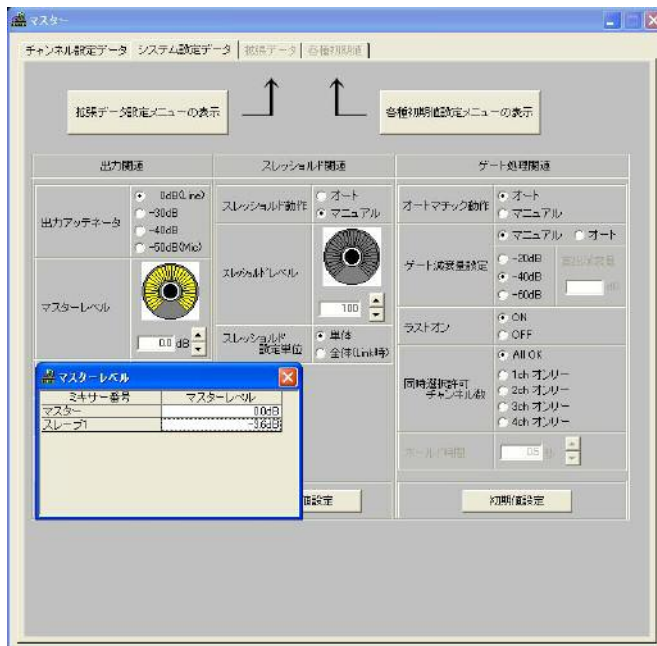 マスター
チャンネル設定データ システム設定データ 拡張データ 各種初期値
拡張データ設定メニューの表示
各種初期値設定メニューの表示
出力関連
スレッショルド関連
ゲート処理関連
出力アッテネータ
0dB(Line)
-30dB
-40dB
-50dB(Mic)
マスターレベル
0.0 dB
スレッショルド動作
オート
マニュアル
スレッショルドレベル
100
スレッショルド
設定単位
単体
全体(Link時)
オートマチック動作
オート
マニュアル
ゲート減衰量設定
マニュアル オート
-20dB
-40dB
-60dB
dB
ラストオン
ON
OFF
同時選択許可
チャンネル数
All OK
1ch オンリー
2ch オンリー
3ch オンリー
4ch オンリー
ホールド時間
0.5
値設定
初期値設定
マスターレベル
ミキサー番号 マスターレベル
マスター 0.0dB
スレーブ1 -3.6dB